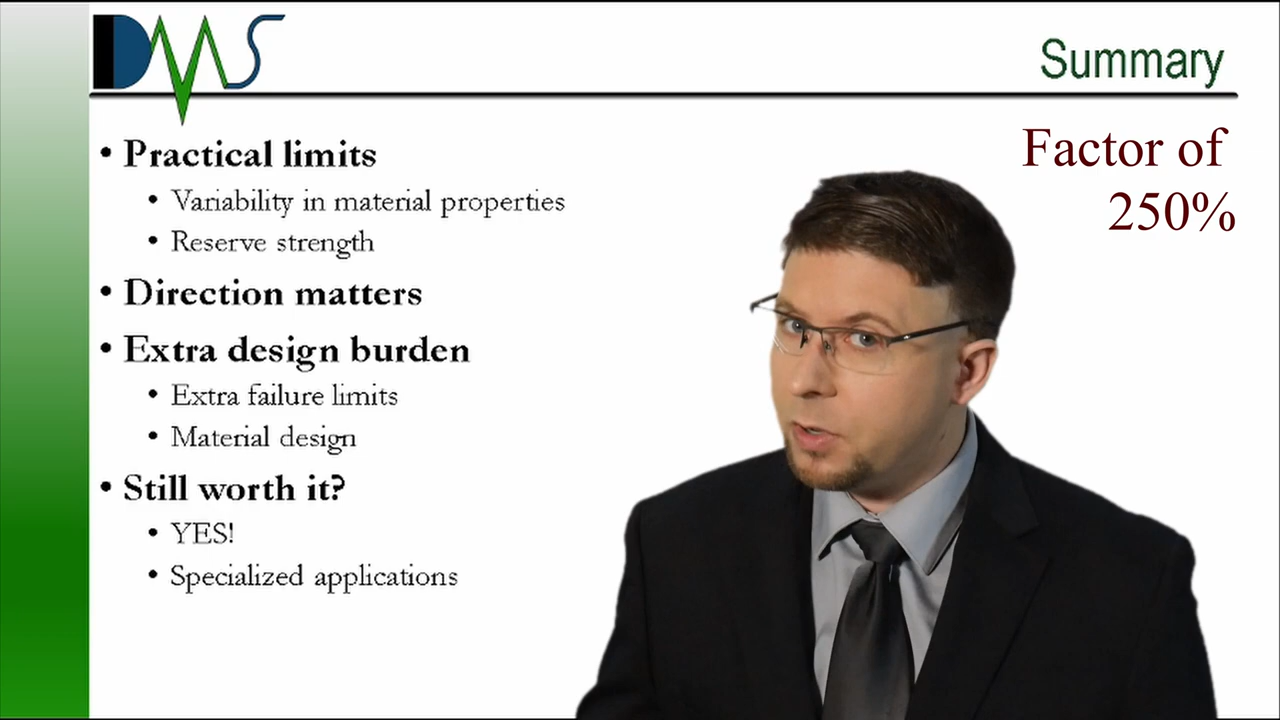 DMS
Summary
Factor of
250%
• Practical limits
• Variability in material properties
• Reserve strength
• Direction matters
• Extra design burden
• Extra failure limits
• Material design
• Still worth it?
• YES!
• Specialized applications